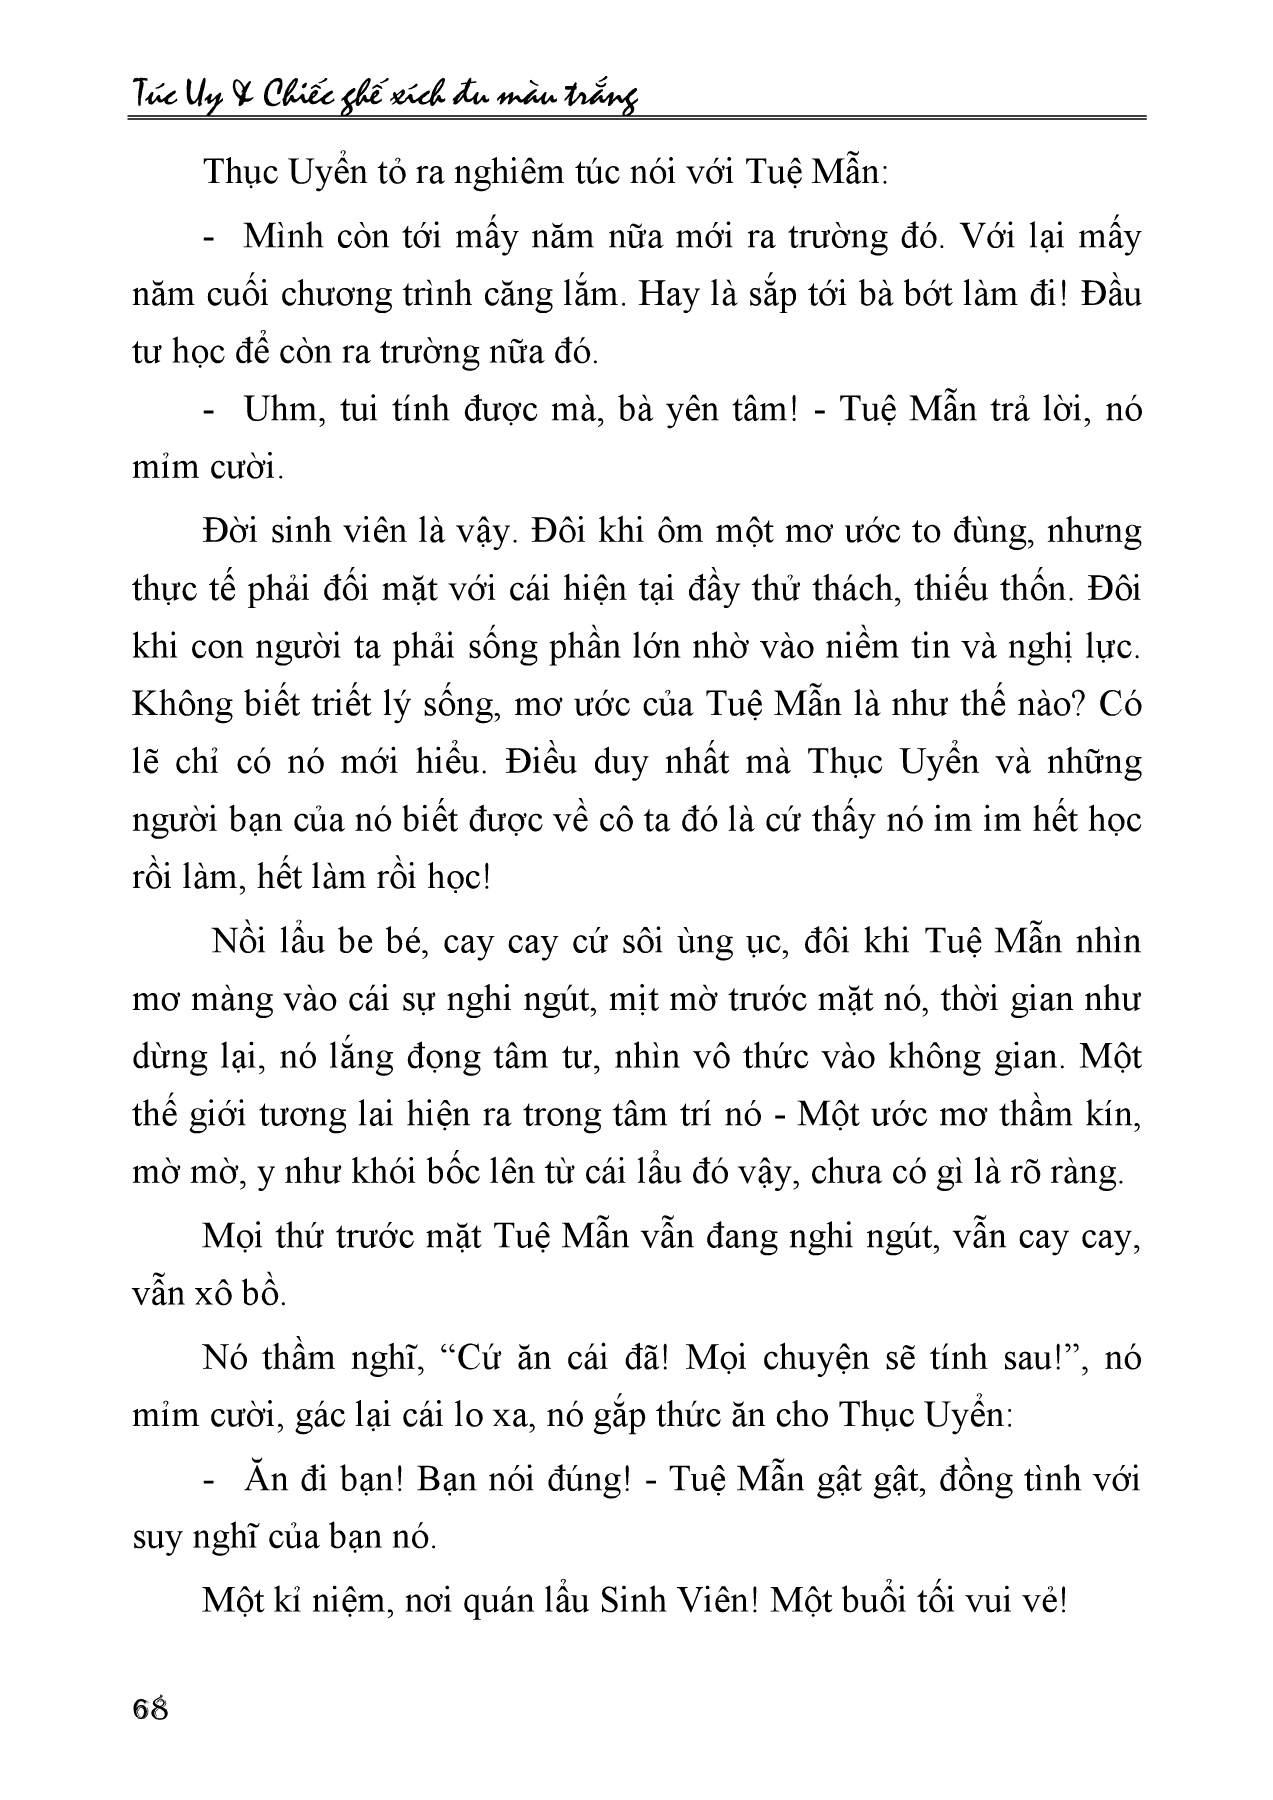 Túc Uy & Chiếc ghế xích đu màu trắng
Thục Uyển tỏ ra nghiêm túc nói với Tuệ Mẫn:
- Mình còn tới mấy năm nữa mới ra trường đó. Với lại mấy
năm cuối chương trình căng lắm. Hay là sắp tới bà bớt làm đi! Đầu
tư học để còn ra trường nữa đó.
- Uhm, tui tính được mà, bà yên tâm! - Tuệ Mẫn trả lời, nó
mỉm cười.
Đời sinh viên là vậy. Đôi khi ôm một mơ ước to đùng, nhưng
thực tế phải đối mặt với cái hiện tại đầy thử thách, thiếu thốn. Đôi
khi con người ta phải sống phần lớn nhờ vào niềm tin và nghị lực.
Không biết triết lý sống, mơ ước của Tuệ Mẫn là như thế nào? Có
lẽ chỉ có nó mới hiểu. Điều duy nhất mà Thục Uyển và những
người bạn của nó biết được về cô ta đó là cứ thấy nó im im hết học
rồi làm, hết làm rồi học!
Nồi lẩu be bé, cay cay cứ sôi ùng ục, đôi khi Tuệ Mẫn nhìn
mơ màng vào cái sự nghi ngút, mịt mờ trước mặt nó, thời gian như
dừng lại, nó lắng đọng tâm tư, nhìn vô thức vào không gian. Một
thế giới tương lai hiện ra trong tâm trí nó - Một ước mơ thầm kín,
mờ mờ, y như khói bốc lên từ cái lẩu đó vậy, chưa có gì là rõ ràng.
Mọi thứ trước mặt Tuệ Mẫn vẫn đang nghi ngút, vẫn cay cay,
vẫn xô bồ.
Nó thầm nghĩ, “Cứ ăn cái đã! Mọi chuyện sẽ tính sau!”, nó
mỉm cười, gác lại cái lo xa, nó gắp thức ăn cho Thục Uyển:
- Ăn đi bạn! Bạn nói đúng! - Tuệ Mẫn gật gật, đồng tình với
suy nghĩ của bạn nó.
Một kỉ niệm, nơi quán lẩu Sinh Viên! Một buổi tối vui vẻ!
68